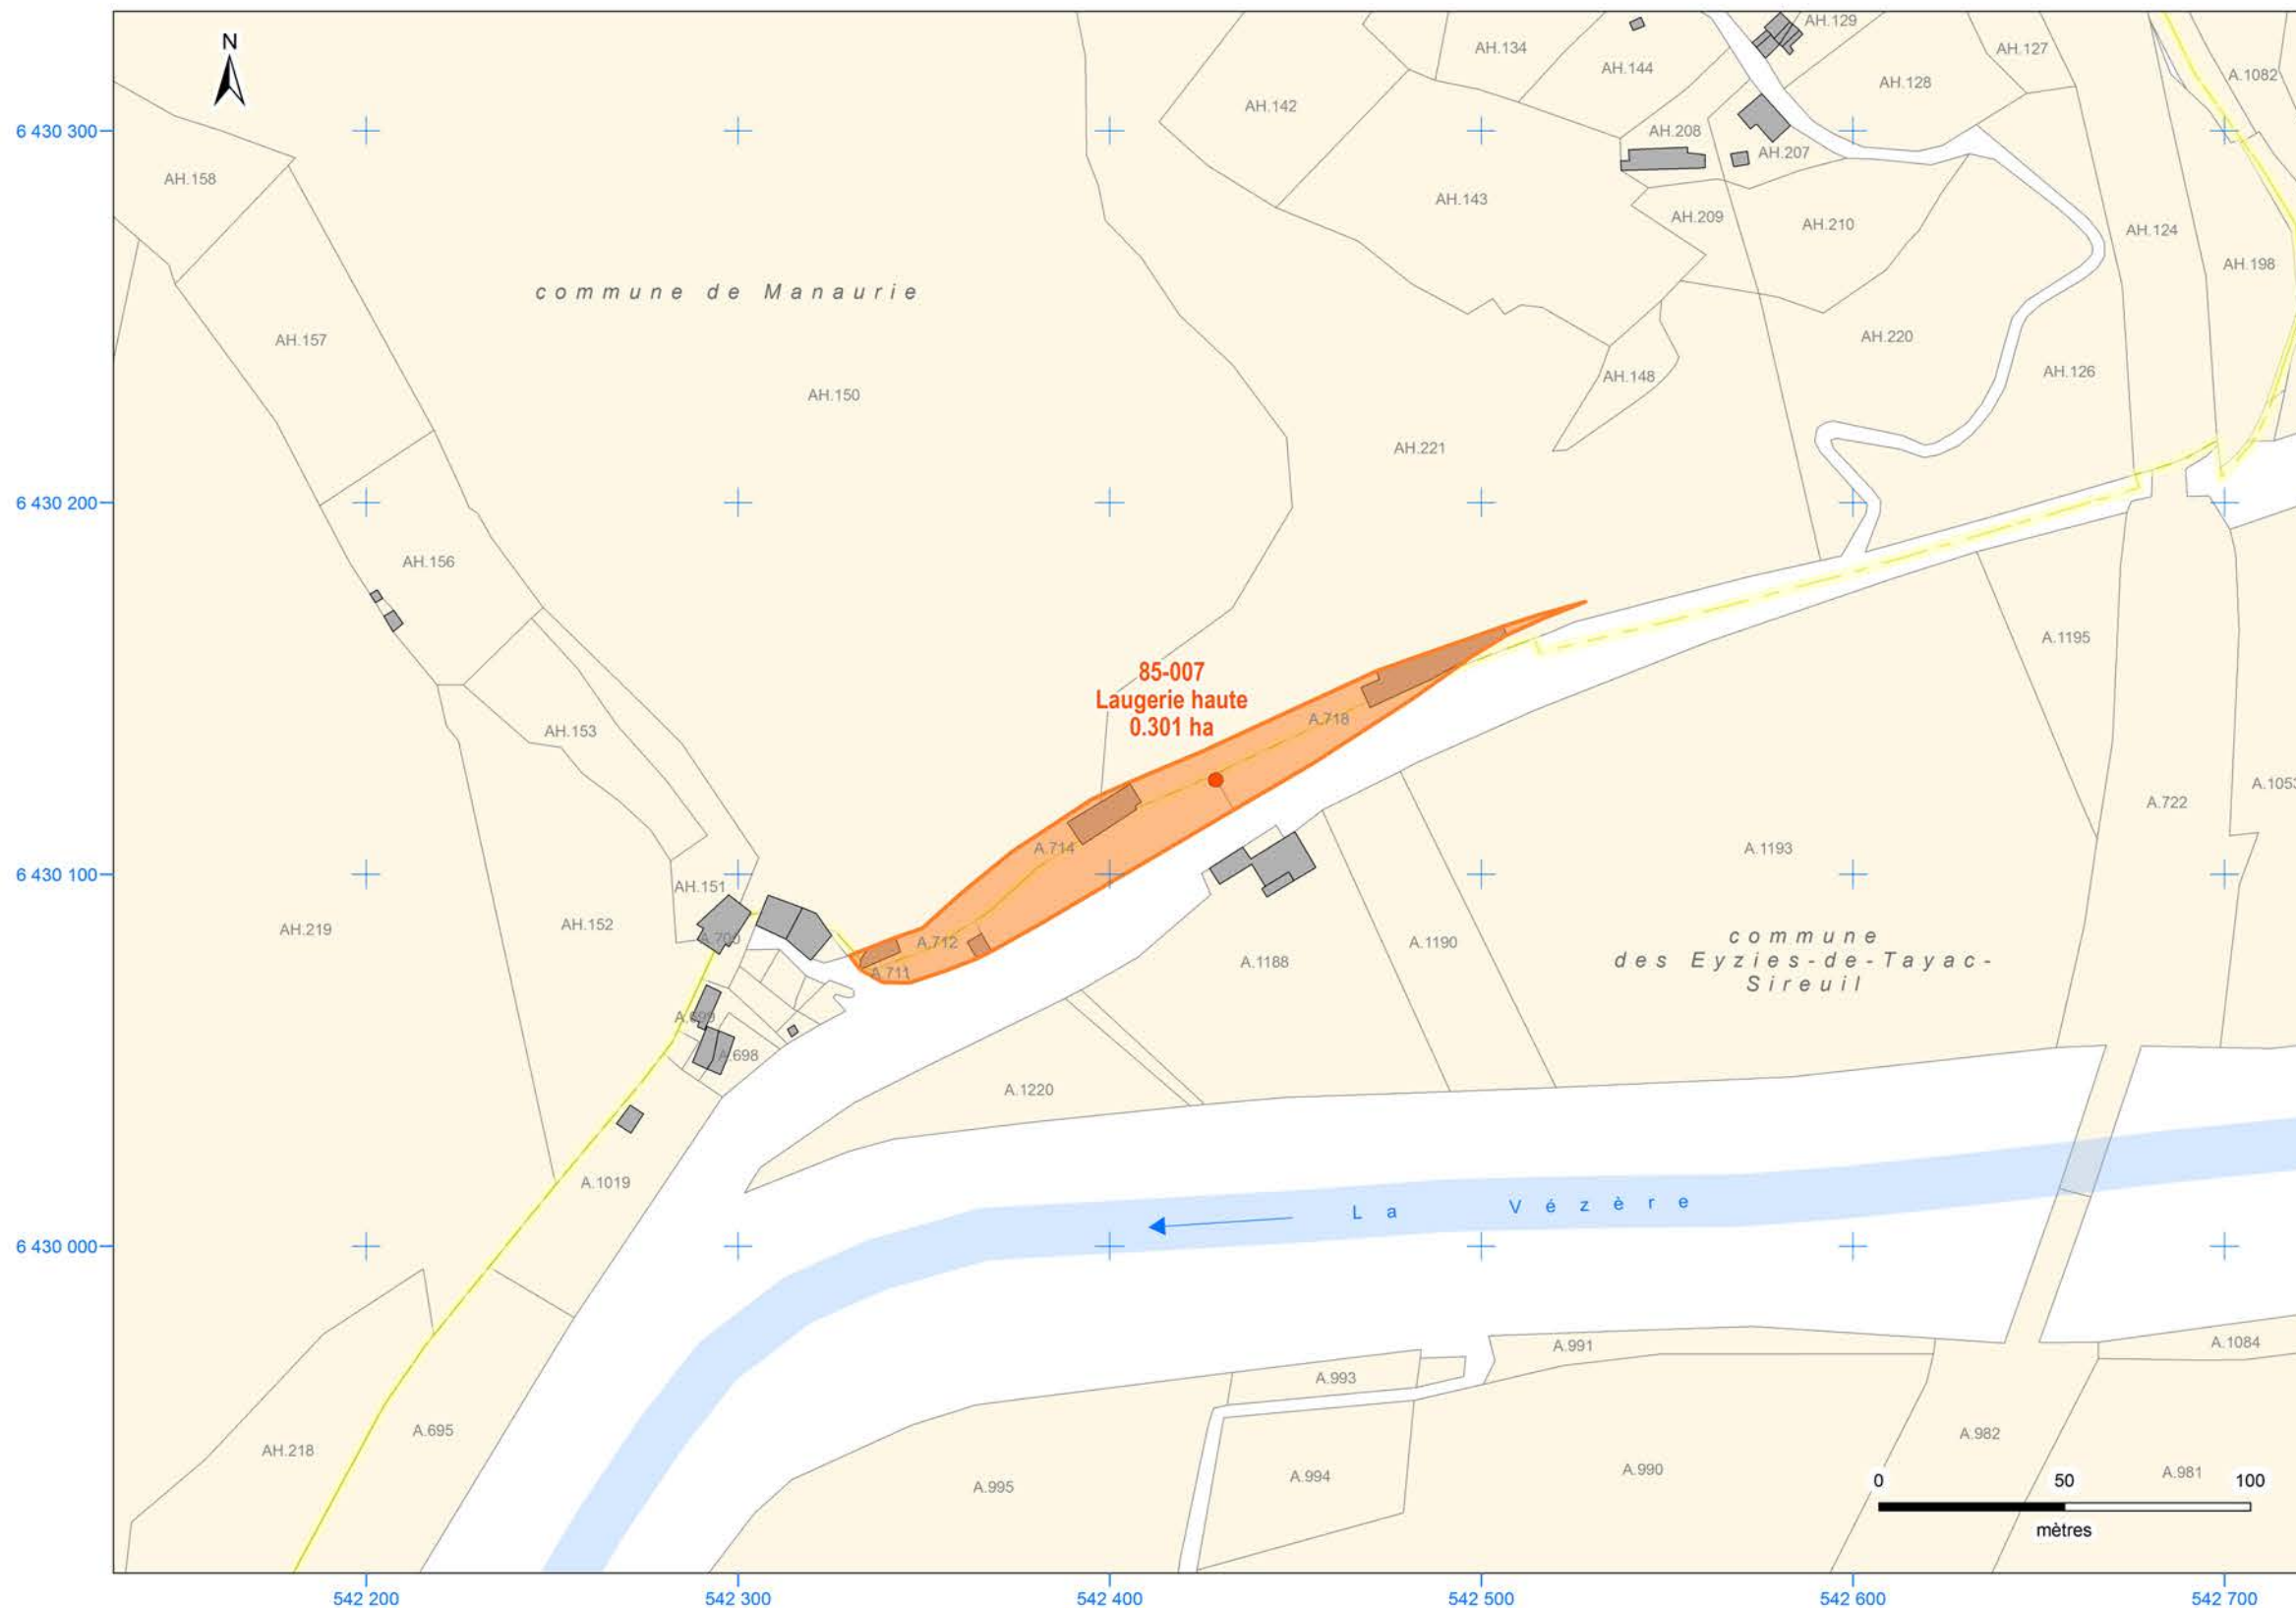 N
6 430 300
6 430 200
6 430 100
6 430 000
542 200
542 300
542 400
542 500
542 600
542 700
AH.129
AH.134
AH.127
AH.144
A.1082
AH.128
AH.142
AH.208
AH.207
AH.158
AH.143
AH.209
AH.210
AH.124
AH.198
commune de Manaurie
AH.157
AH.220
AH.126
AH.148
AH.150
AH.221
AH.156
A.1195
85-007
Laugerie haute
0.301 ha
A.718
AH.153
A.1053
A.722
A.714
A.1193
AH.151
AH.219
AH.152
A.700
A.712
A.1190
commune
des Eyzies-de-Tayac-
Sireuil
A.711
A.1188
A.699
A.698
A.1220
A.1019
La Vézère
A.991
A.1084
A.993
A.695
AH.218
A.982
A.990
A.994
A.981
A.995
0 50 100
mètres